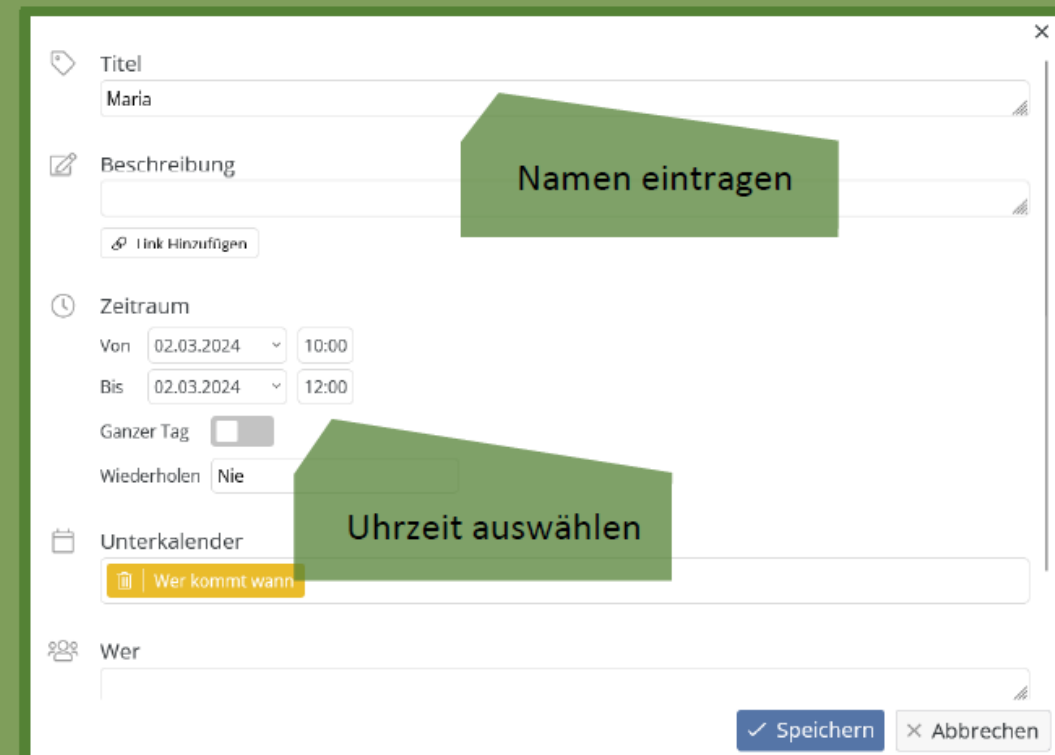 Titel
Maria
Namen eintragen
Beschreibung
Link Hinzufügen
Zeitraum
Von 02.03.2024 10:00
Bis 02.03.2024 12:00
Ganzer Tag
Wiederholen Nie
Uhrzeit auswählen
Unterkalender
Wer kommt wann
Wer
Speichern Abbrechen